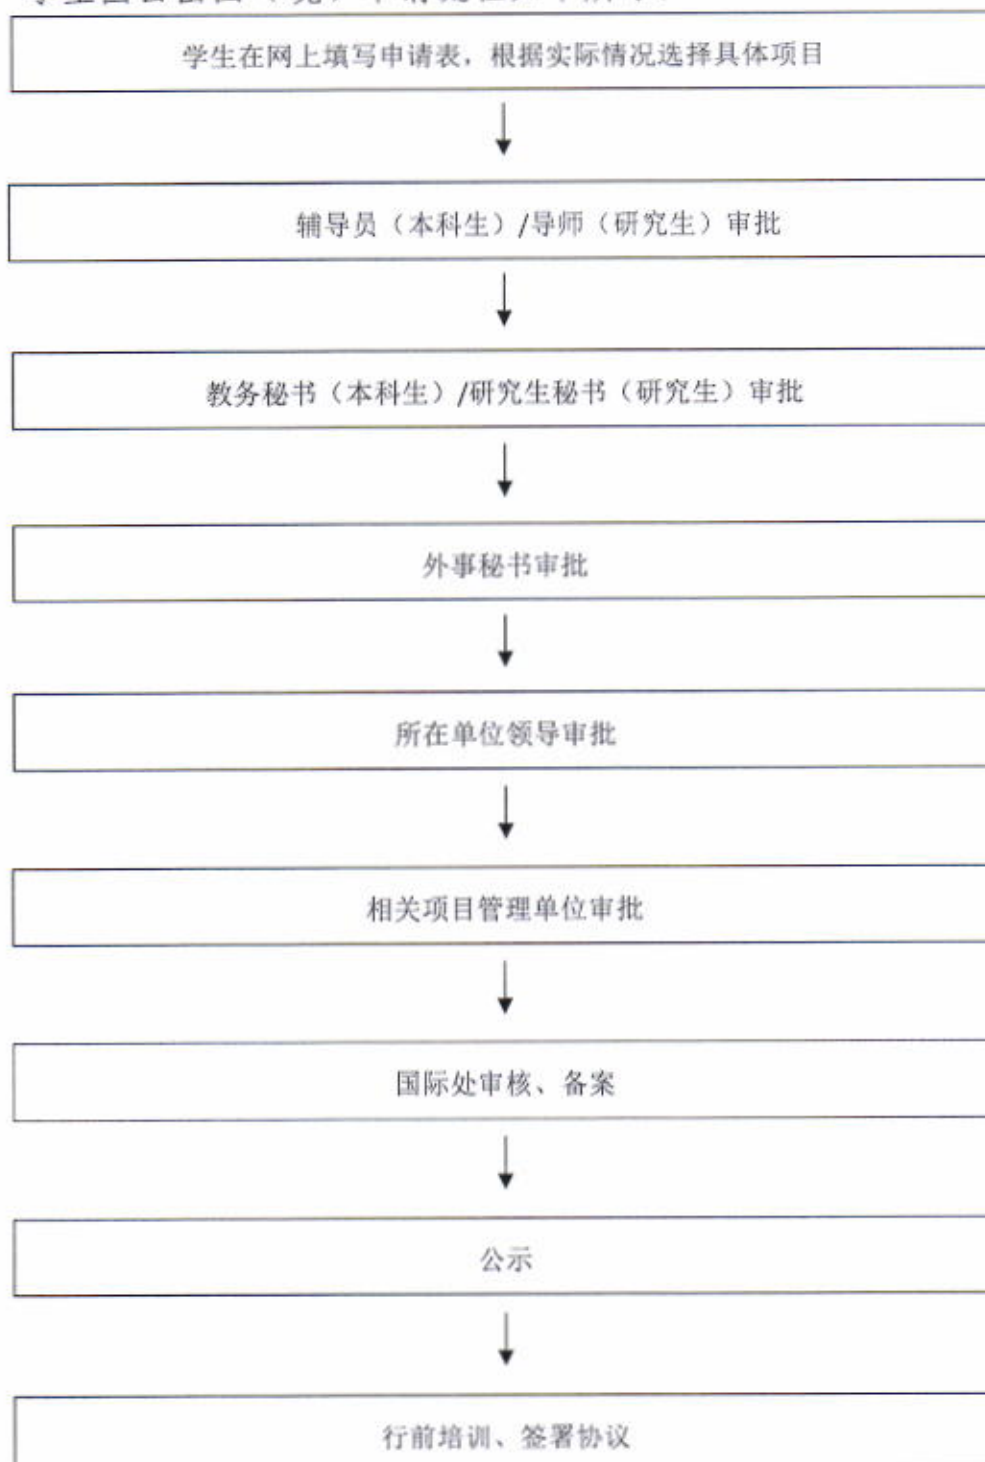 学生在网上填写申请表，根据实际情况选择具体项目
辅导员（本科生）/导师（研究生）审批
教务秘书（本科生）/研究生秘书（研究生）审批
外事秘书审批
所在单位领导审批
相关项目管理单位审批
国际处审核、备案
公示
行前培训、签署协议